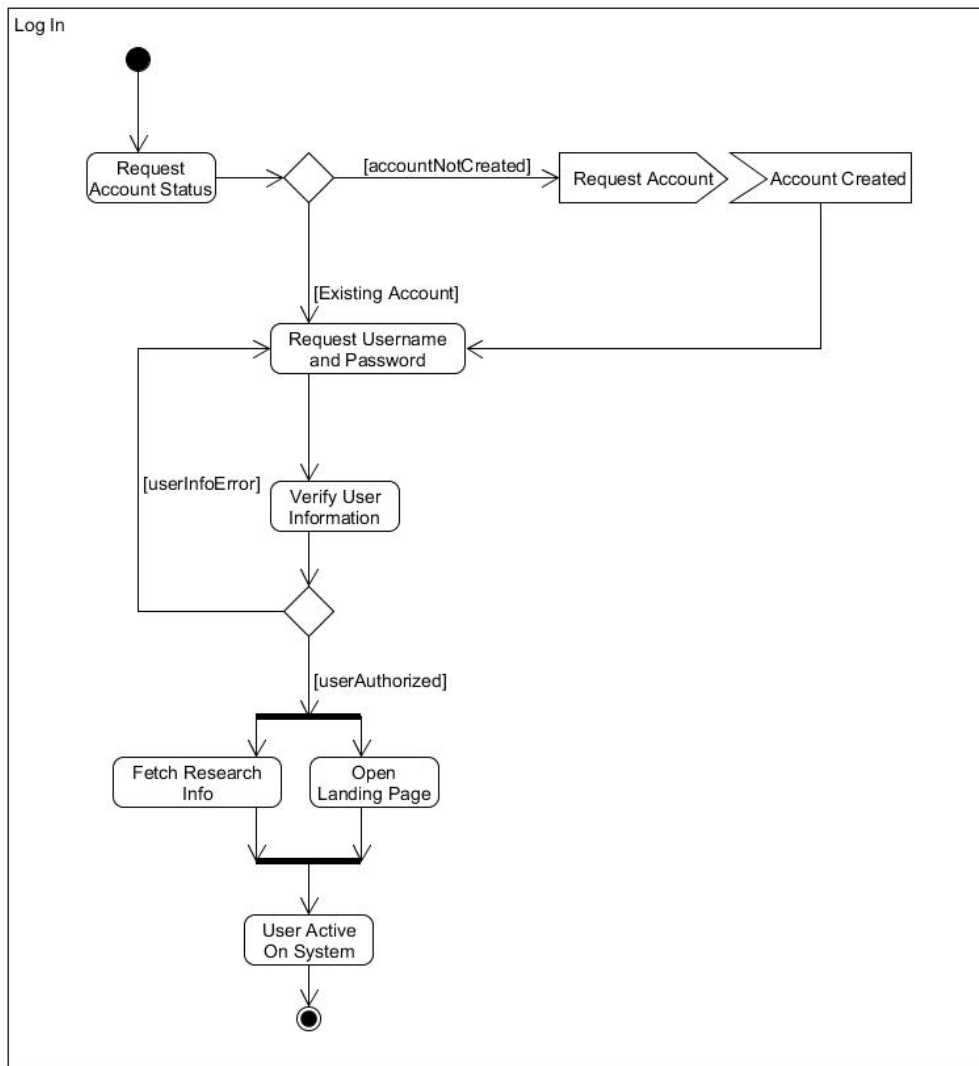 Log In
Request
Account Status
[accountNotCreated]
Request Account
Account Created
[Existing Account]
Request Username
and Password
[userInfoError]
Verify User
Information
[userAuthorized]
Fetch Research
Info
Open
Landing Page
User Active
On System